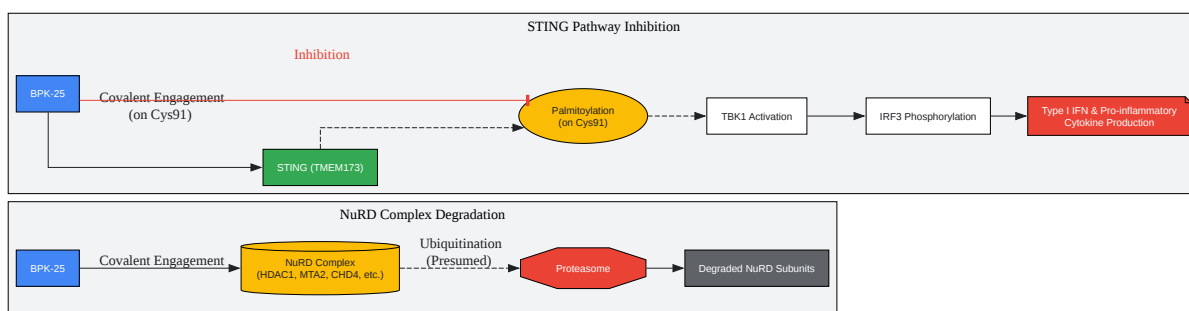 STING Pathway Inhibition
Inhibition
BPK-25
Covalent Engagement
(on Cys91)
Palmitoylation
(on Cys91)
TBK1 Activation
IRF3 Phosphorylation
Type I IFN & Pro-inflammatory
Cytokine Production
STING (TMEM173)
NuRD Complex Degradation
BPK-25
Covalent Engagement
NuRD Complex
(HDAC1, MTA2, CHD4, etc.)
Ubiquitination
(Presumed)
Proteasome
Degraded NuRD Subunits